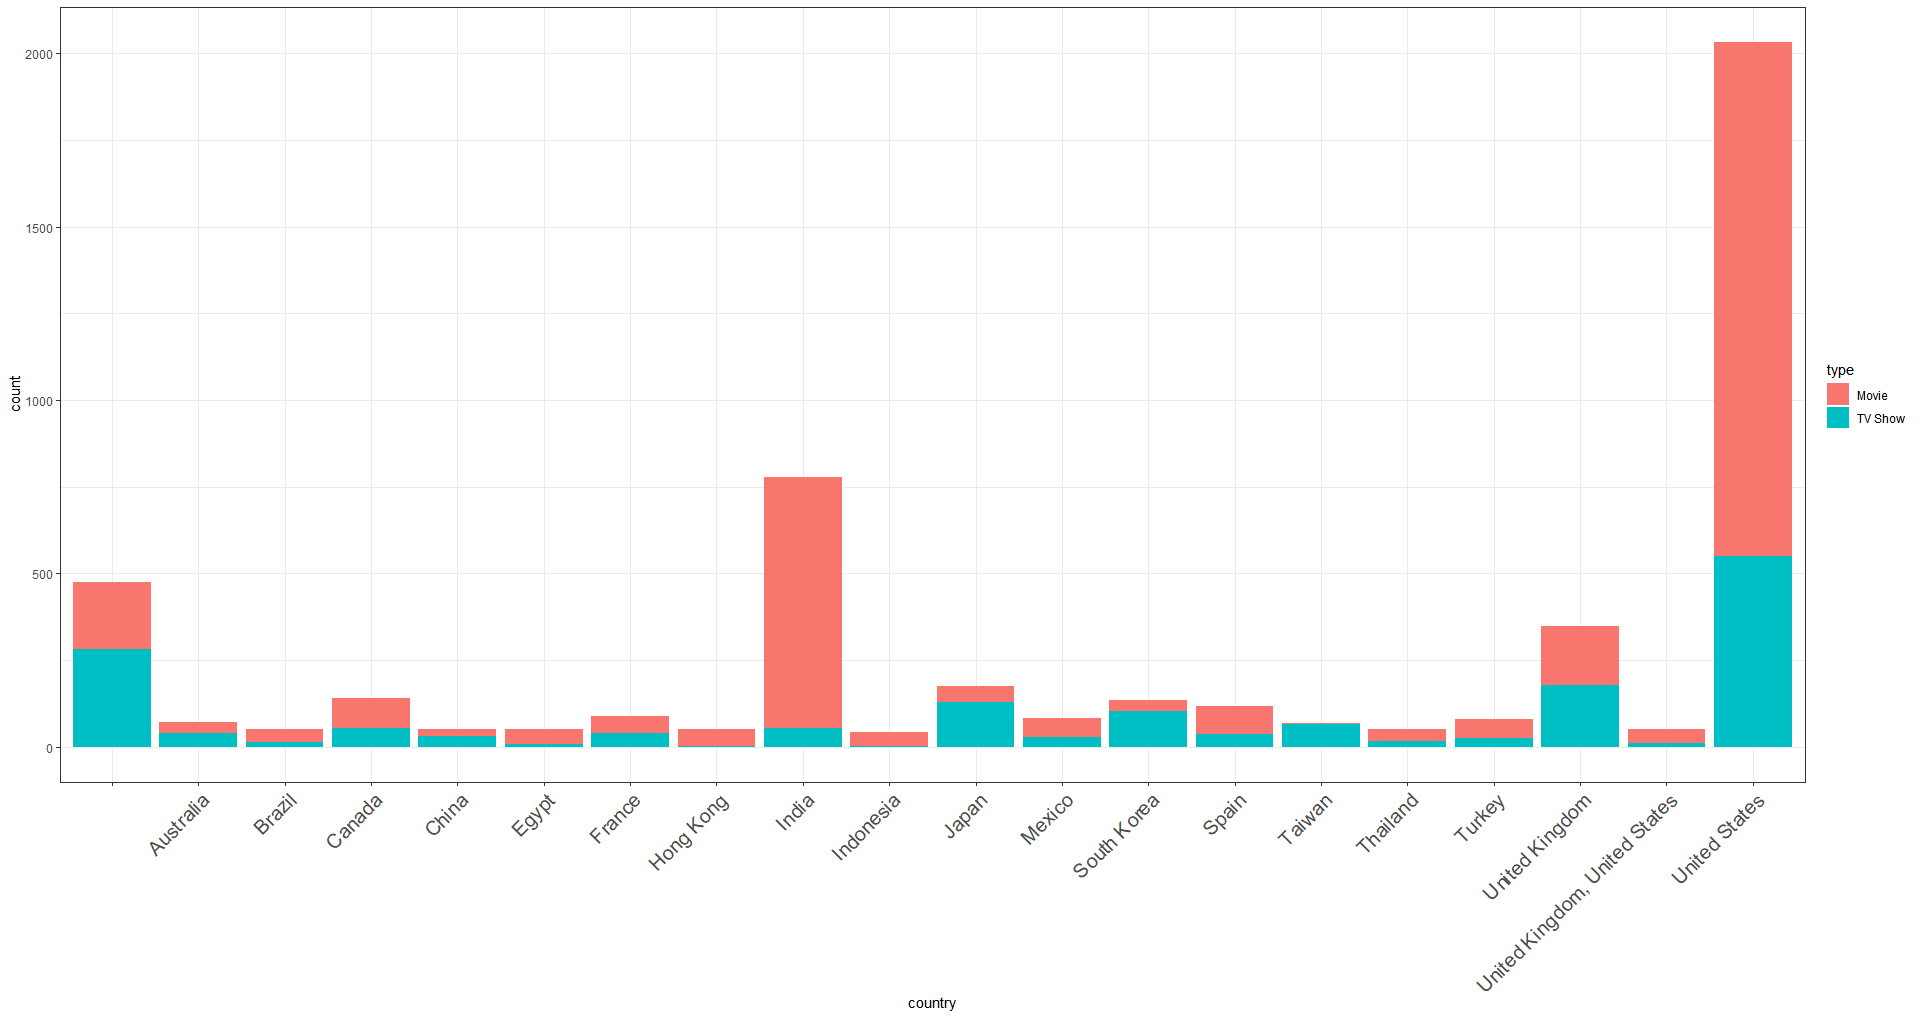 2000
1500
1000
500
0
count
Australia
Brazil
Canada
China
Egypt
France
Hong Kong
India
Indonesia
Japan
Mexico
South Korea
Spain
Taiwan
Thailand
Turkey
United Kingdom
United Kingdom, United States
United States
country
type
Movie
TV Show